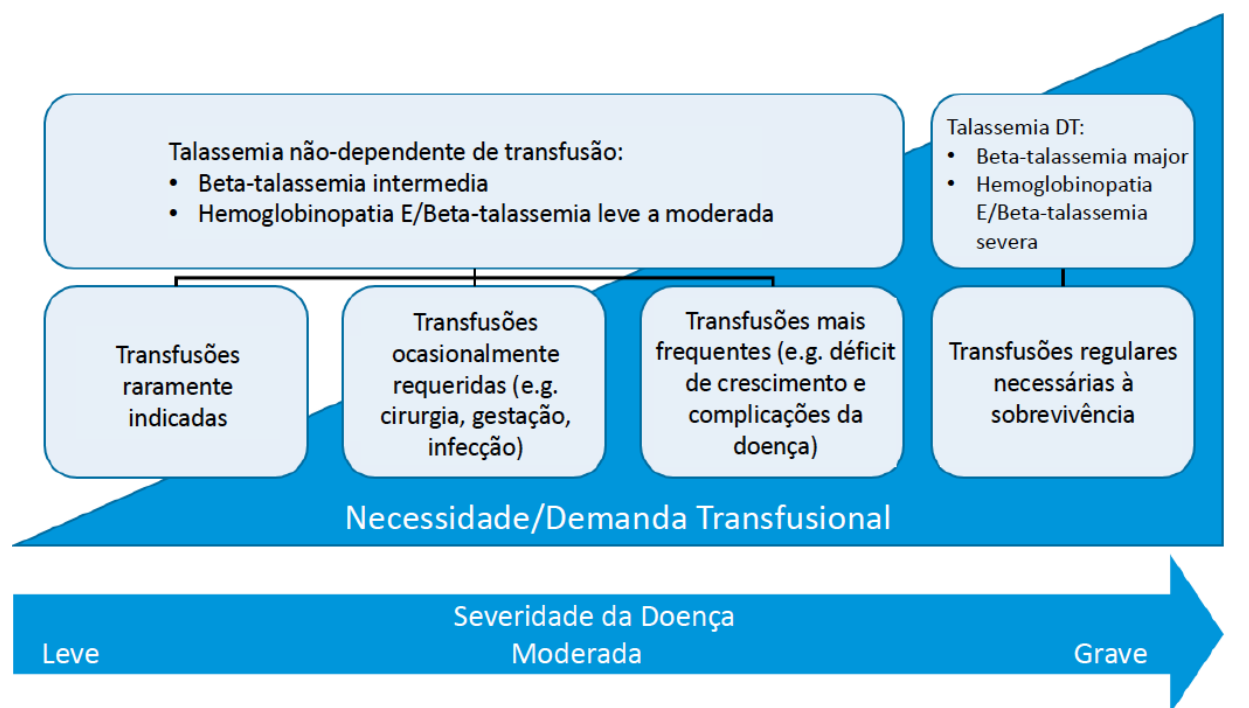 Talassemia não-dependente de transfusão:
• Beta-talassemia intermedia
• Hemoglobinopatia E/Beta-talassemia leve a moderada
Talassemia DT:
• Beta-talassemia major
• Hemoglobinopatia
E/Beta-talassemia
severa
Transfusões
raramente
indicadas
Transfusões
ocasionalmente
requeridas (e.g.
cirurgia, gestação,
infecção)
Transfusões mais
frequentes (e.g. déficit
de crescimento e
complicações da
doença)
Transfusões regulares
necessárias à
sobrevivência
Necessidade/Demanda Transfusional
Severidade da Doença
Leve
Moderada
Grave